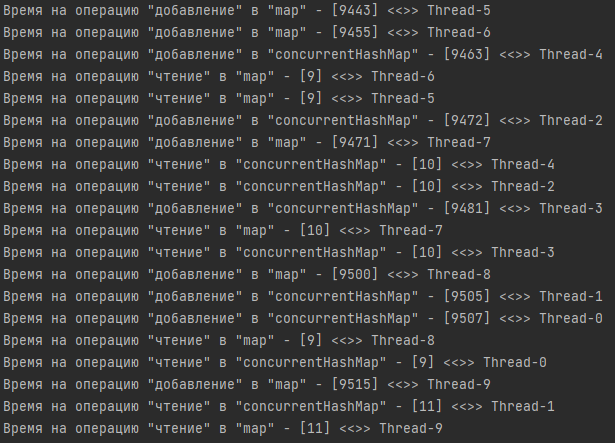 Время на операцию "добавление" в "map" - [9443] <<>> Thread-5
Время на операцию "добавление" в "map" - [9455] <<>> Thread-6
Время на операцию "добавление" в "concurrentHashMap" - [9463] <<>> Thread-4
Время на операцию "чтение" в "map" - [9] <<>> Thread-6
Время на операцию "чтение" в "map" - [9] <<>> Thread-5
Время на операцию "добавление" в "concurrentHashMap" - [9472] <<>> Thread-2
Время на операцию "добавление" в "map" - [9471] <<>> Thread-7
Время на операцию "чтение" в "concurrentHashMap" - [10] <<>> Thread-4
Время на операцию "чтение" в "concurrentHashMap" - [10] <<>> Thread-2
Время на операцию "добавление" в "concurrentHashMap" - [9481] <<>> Thread-3
Время на операцию "чтение" в "map" - [10] <<>> Thread-7
Время на операцию "чтение" в "concurrentHashMap" - [10] <<>> Thread-3
Время на операцию "добавление" в "map" - [9500] <<>> Thread-8
Время на операцию "добавление" в "concurrentHashMap" - [9505] <<>> Thread-1
Время на операцию "добавление" в "concurrentHashMap" - [9507] <<>> Thread-0
Время на операцию "чтение" в "map" - [9] <<>> Thread-8
Время на операцию "чтение" в "concurrentHashMap" - [9] <<>> Thread-0
Время на операцию "добавление" в "map" - [9515] <<>> Thread-9
Время на операцию "чтение" в "concurrentHashMap" - [11] <<>> Thread-1
Время на операцию "чтение" в "map" - [11] <<>> Thread-9